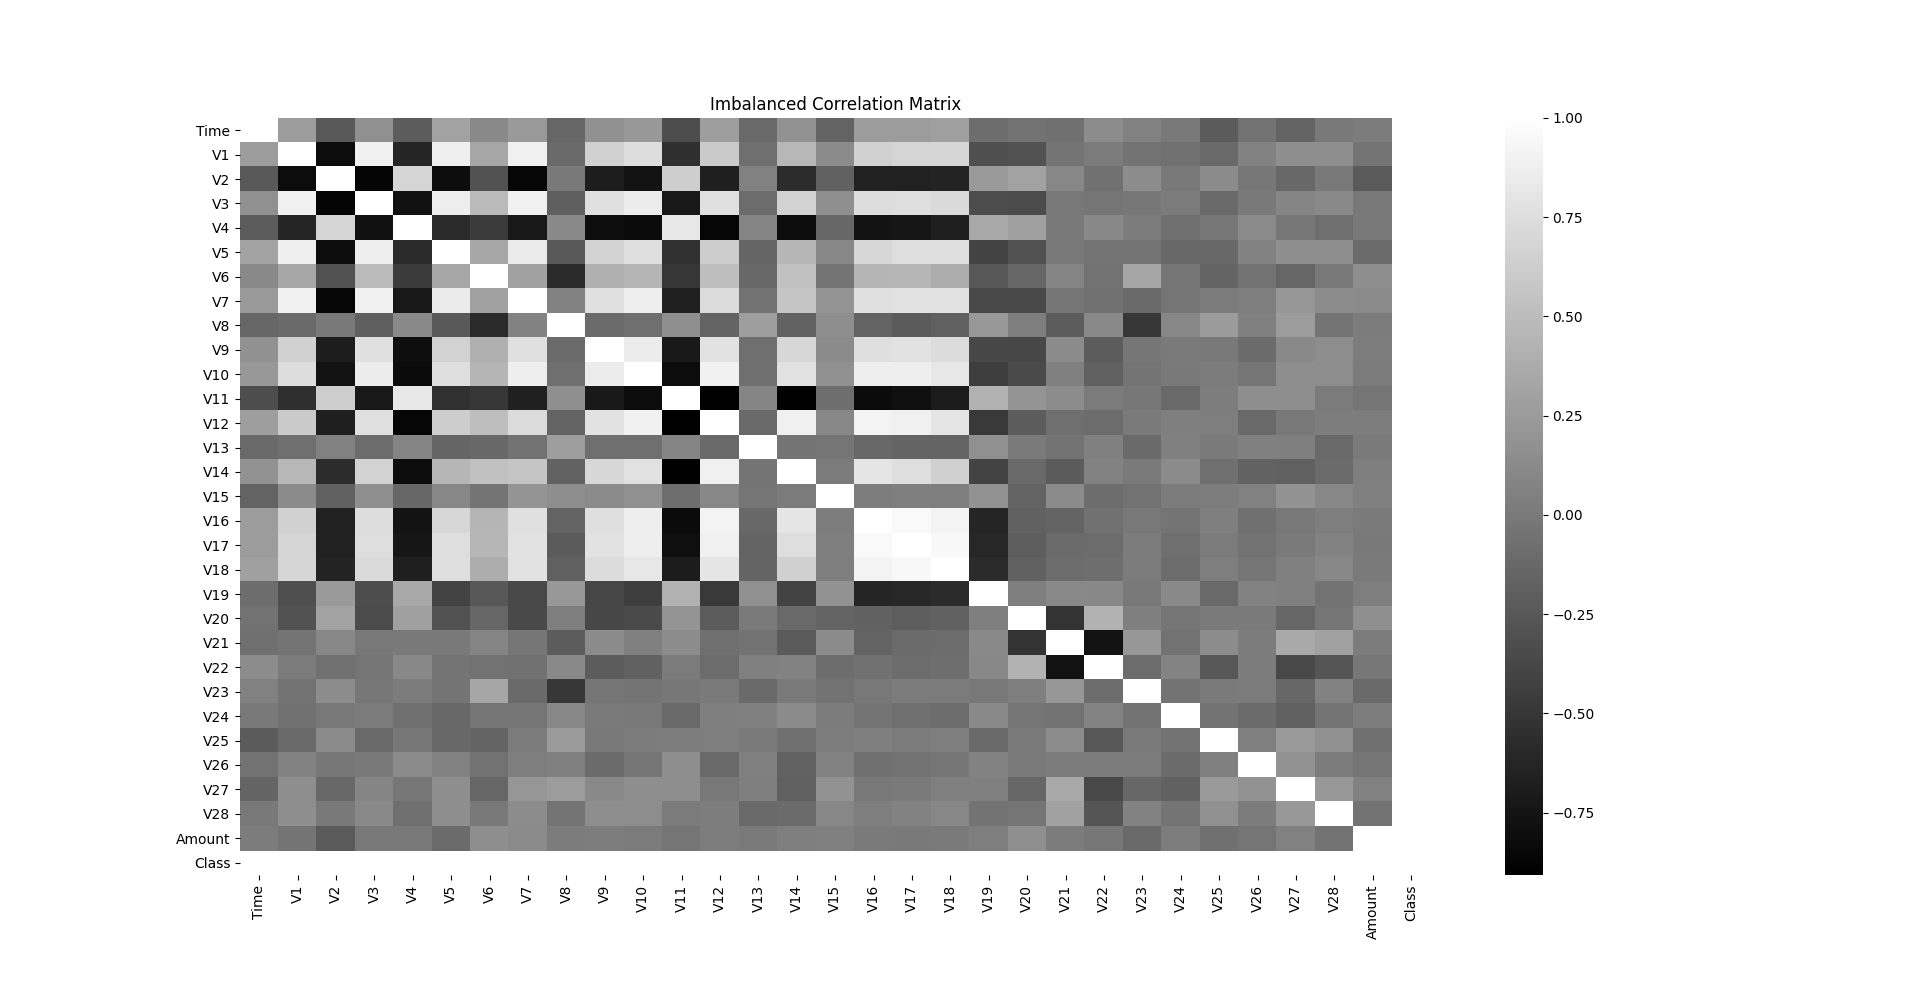 Imbalanced Correlation Matrix
Time
V1
V2
V3
V4
V5
V6
V7
V8
V9
V10
V11
V12
V13
V14
V15
V16
V17
V18
V19
V20
V21
V22
V23
V24
V25
V26
V27
V28
Amount
Class
Time V1 V2 V3 V4 V5 V6 V7 V8 V9 V10 V11 V12 V13 V14 V15 V16 V17 V18 V19 V20 V21 V22 V23 V24 V25 V26 V27 V28 Amount Class
1.00
0.75
0.50
0.25
0.00
−0.25
−0.50
−0.75